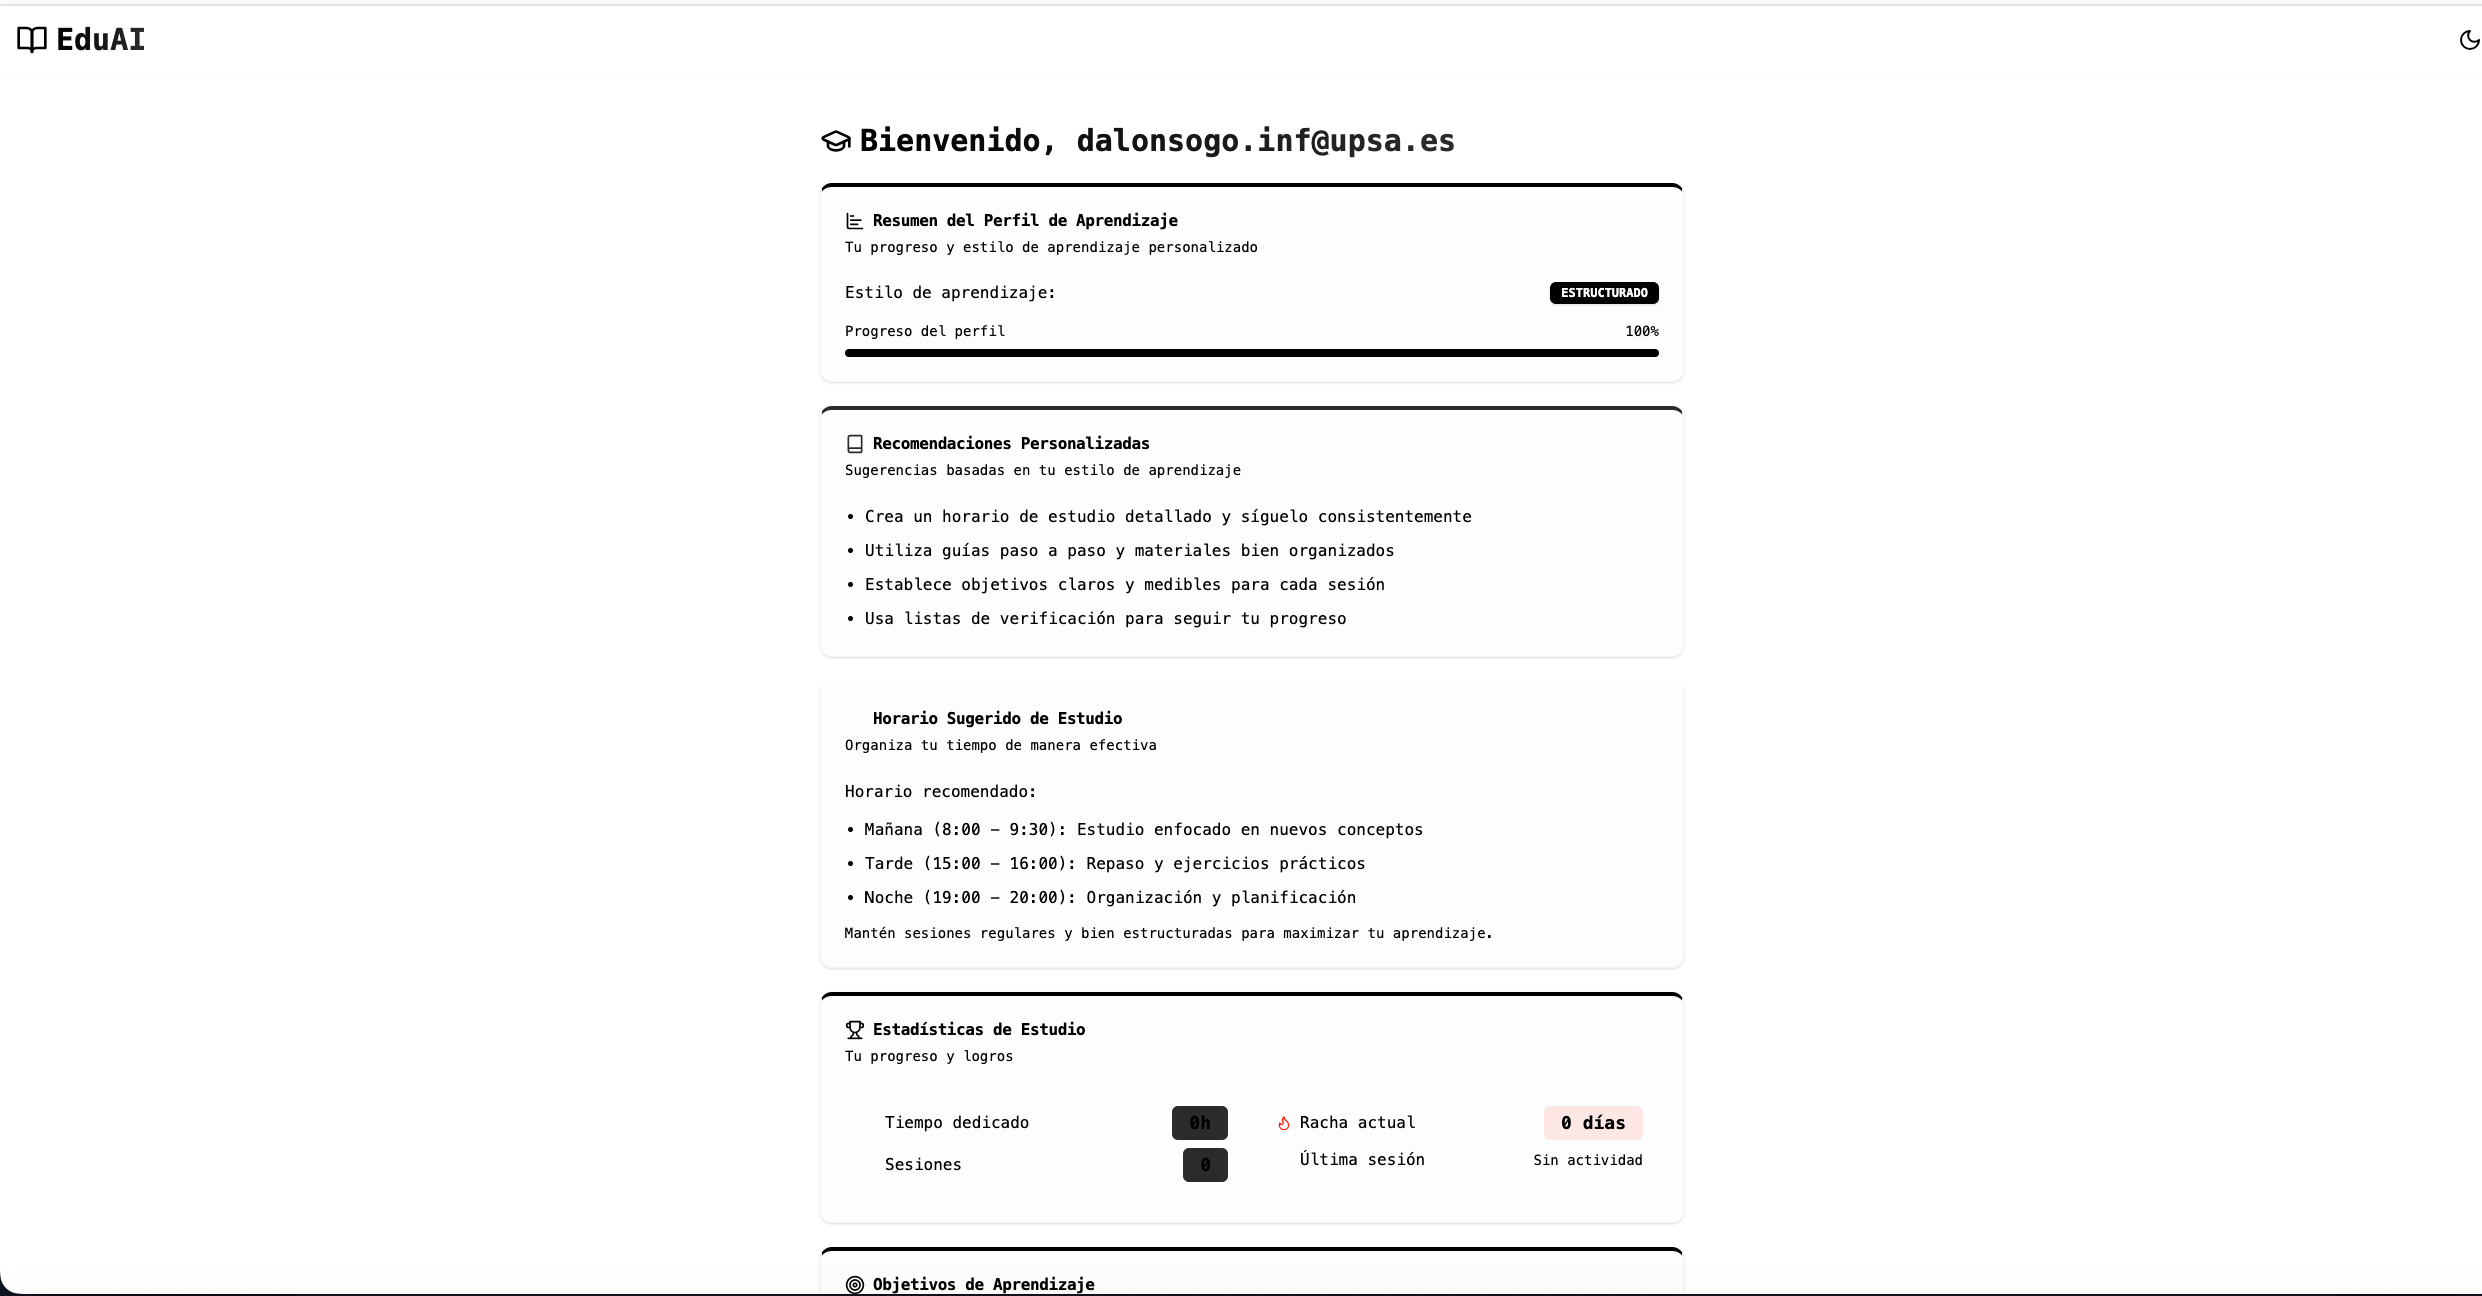 EduAI
Bienvenido, dalonsogo.inf@upsa.es
Resumen del Perfil de Aprendizaje
Tu progreso y estilo de aprendizaje personalizado
Estilo de aprendizaje: ESTRUCTURADO
Progreso del perfil 100%
Recomendaciones Personalizadas
Sugerencias basadas en tu estilo de aprendizaje
• Crea un horario de estudio detallado y síguelo consistentemente
• Utiliza guías paso a paso y materiales bien organizados
• Establece objetivos claros y medibles para cada sesión
• Usa listas de verificación para seguir tu progreso
Horario Sugerido de Estudio
Organiza tu tiempo de manera efectiva
Horario recomendado:
• Mañana (8:00 – 9:30): Estudio enfocado en nuevos conceptos
• Tarde (15:00 – 16:00): Repaso y ejercicios prácticos
• Noche (19:00 – 20:00): Organización y planificación
Mantén sesiones regulares y bien estructuradas para maximizar tu aprendizaje.
Estadísticas de Estudio
Tu progreso y logros
Tiempo dedicado 0h
Sesiones 0
Racha actual 0 días
Última sesión Sin actividad
Objetivos de Aprendizaje